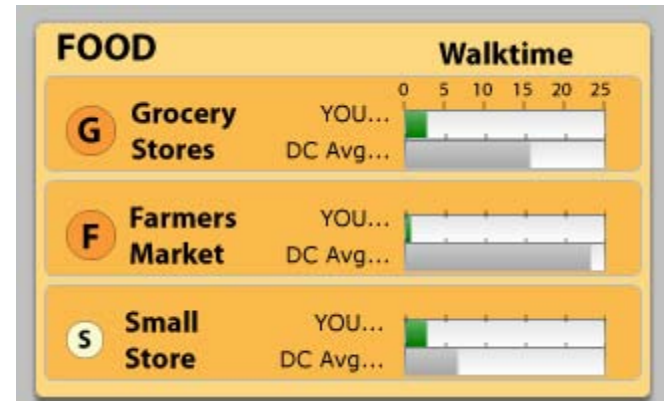 FOOD Walktime
0 5 10 15 20 25
G Grocery Stores YOU...
DC Avg...
F Farmers Market YOU...
DC Avg...
S Small Store YOU...
DC Avg...